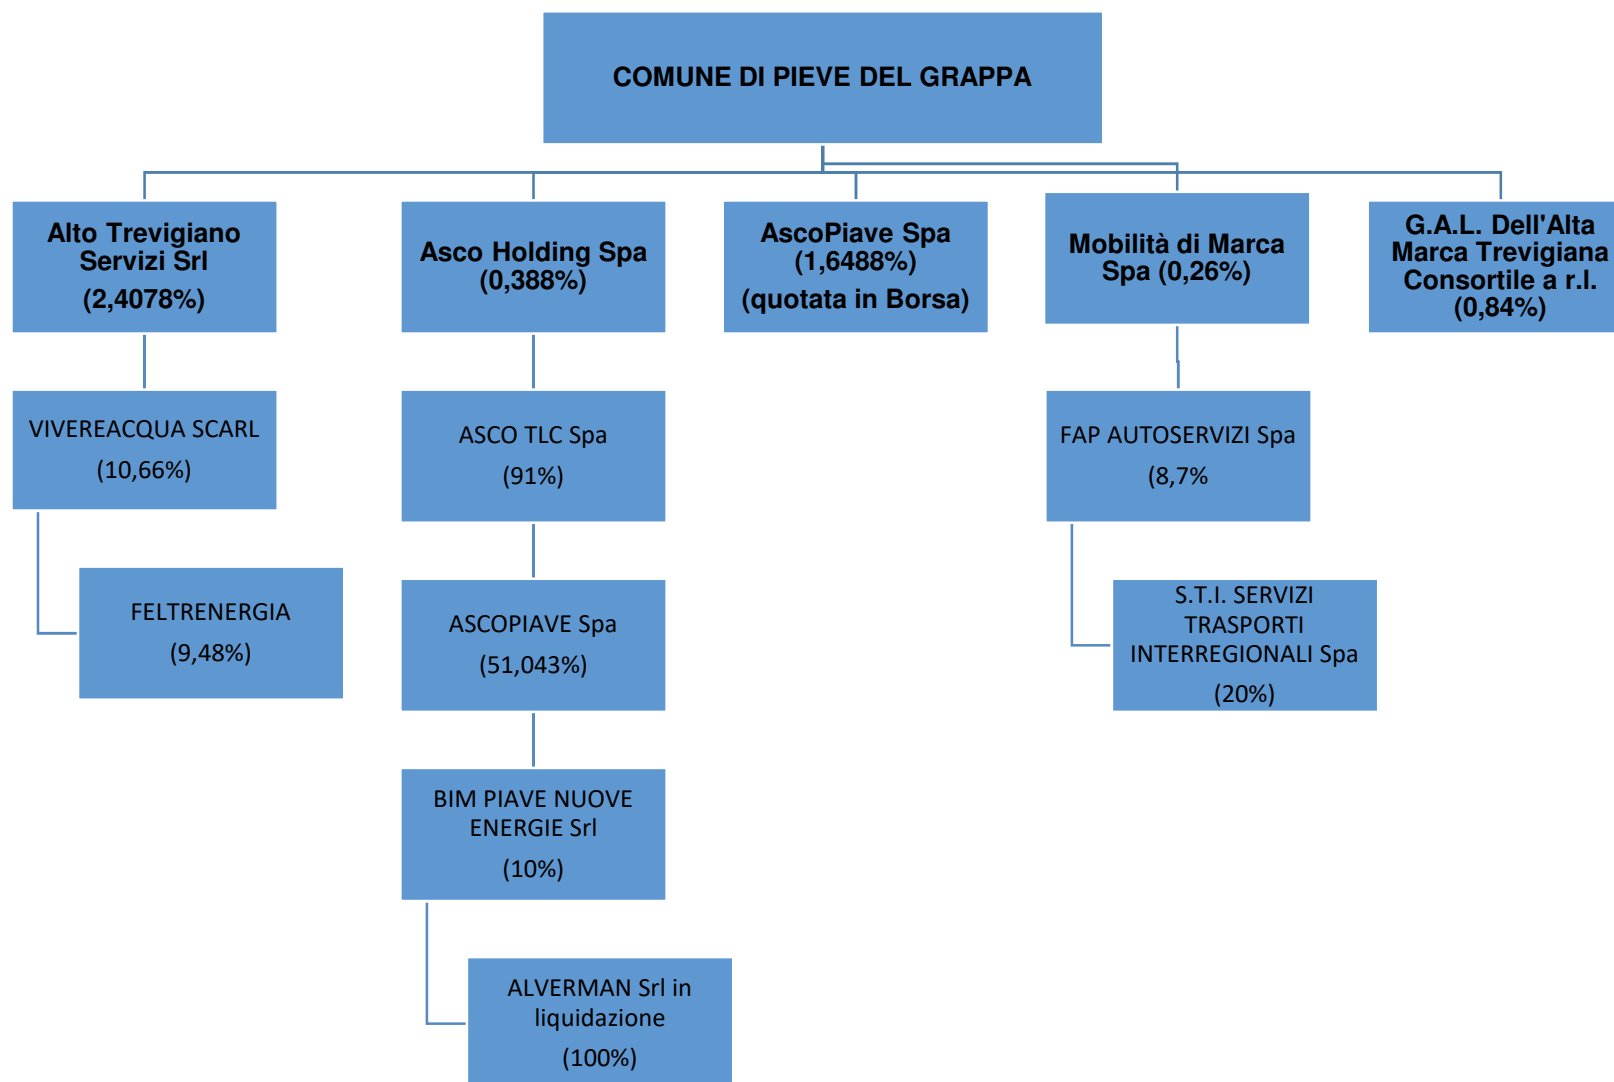 COMUNE DI PIEVE DEL GRAPPA
Alto Trevigiano
Servizi Srl
(2,4078%)
Asco Holding Spa
(0,388%)
AscoPiave Spa
(1,6488%)
(quotata in Borsa)
Mobilità di Marca
Spa (0,26%)
G.A.L. Dell'Alta
Marca Trevigiana
Consortile a r.l.
(0,84%)
VIVEREACQUA SCARL
(10,66%)
ASCO TLC Spa
(91%)
FAP AUTOSERVIZI Spa
(8,7%
FELTRENERGIA
(9,48%)
ASCOPIAVE Spa
(51,043%)
S.T.I. SERVIZI
TRASPORTI
INTERREGIONALI Spa
(20%)
BIM PIAVE NUOVE
ENERGIE Srl
(10%)
ALVERMAN Srl in
liquidazione
(100%)